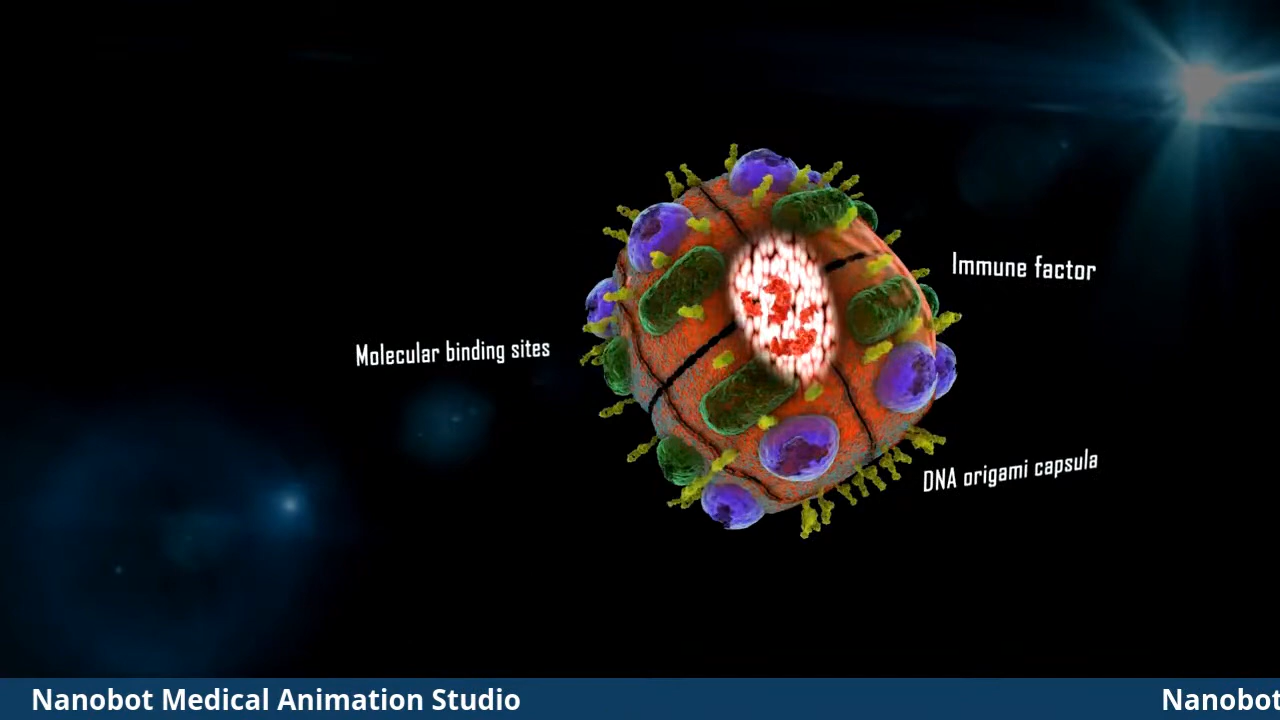 Immune factor
Molecular binding sites
DNA origami capsula
Nanobot Medical Animation Studio
Nanobot